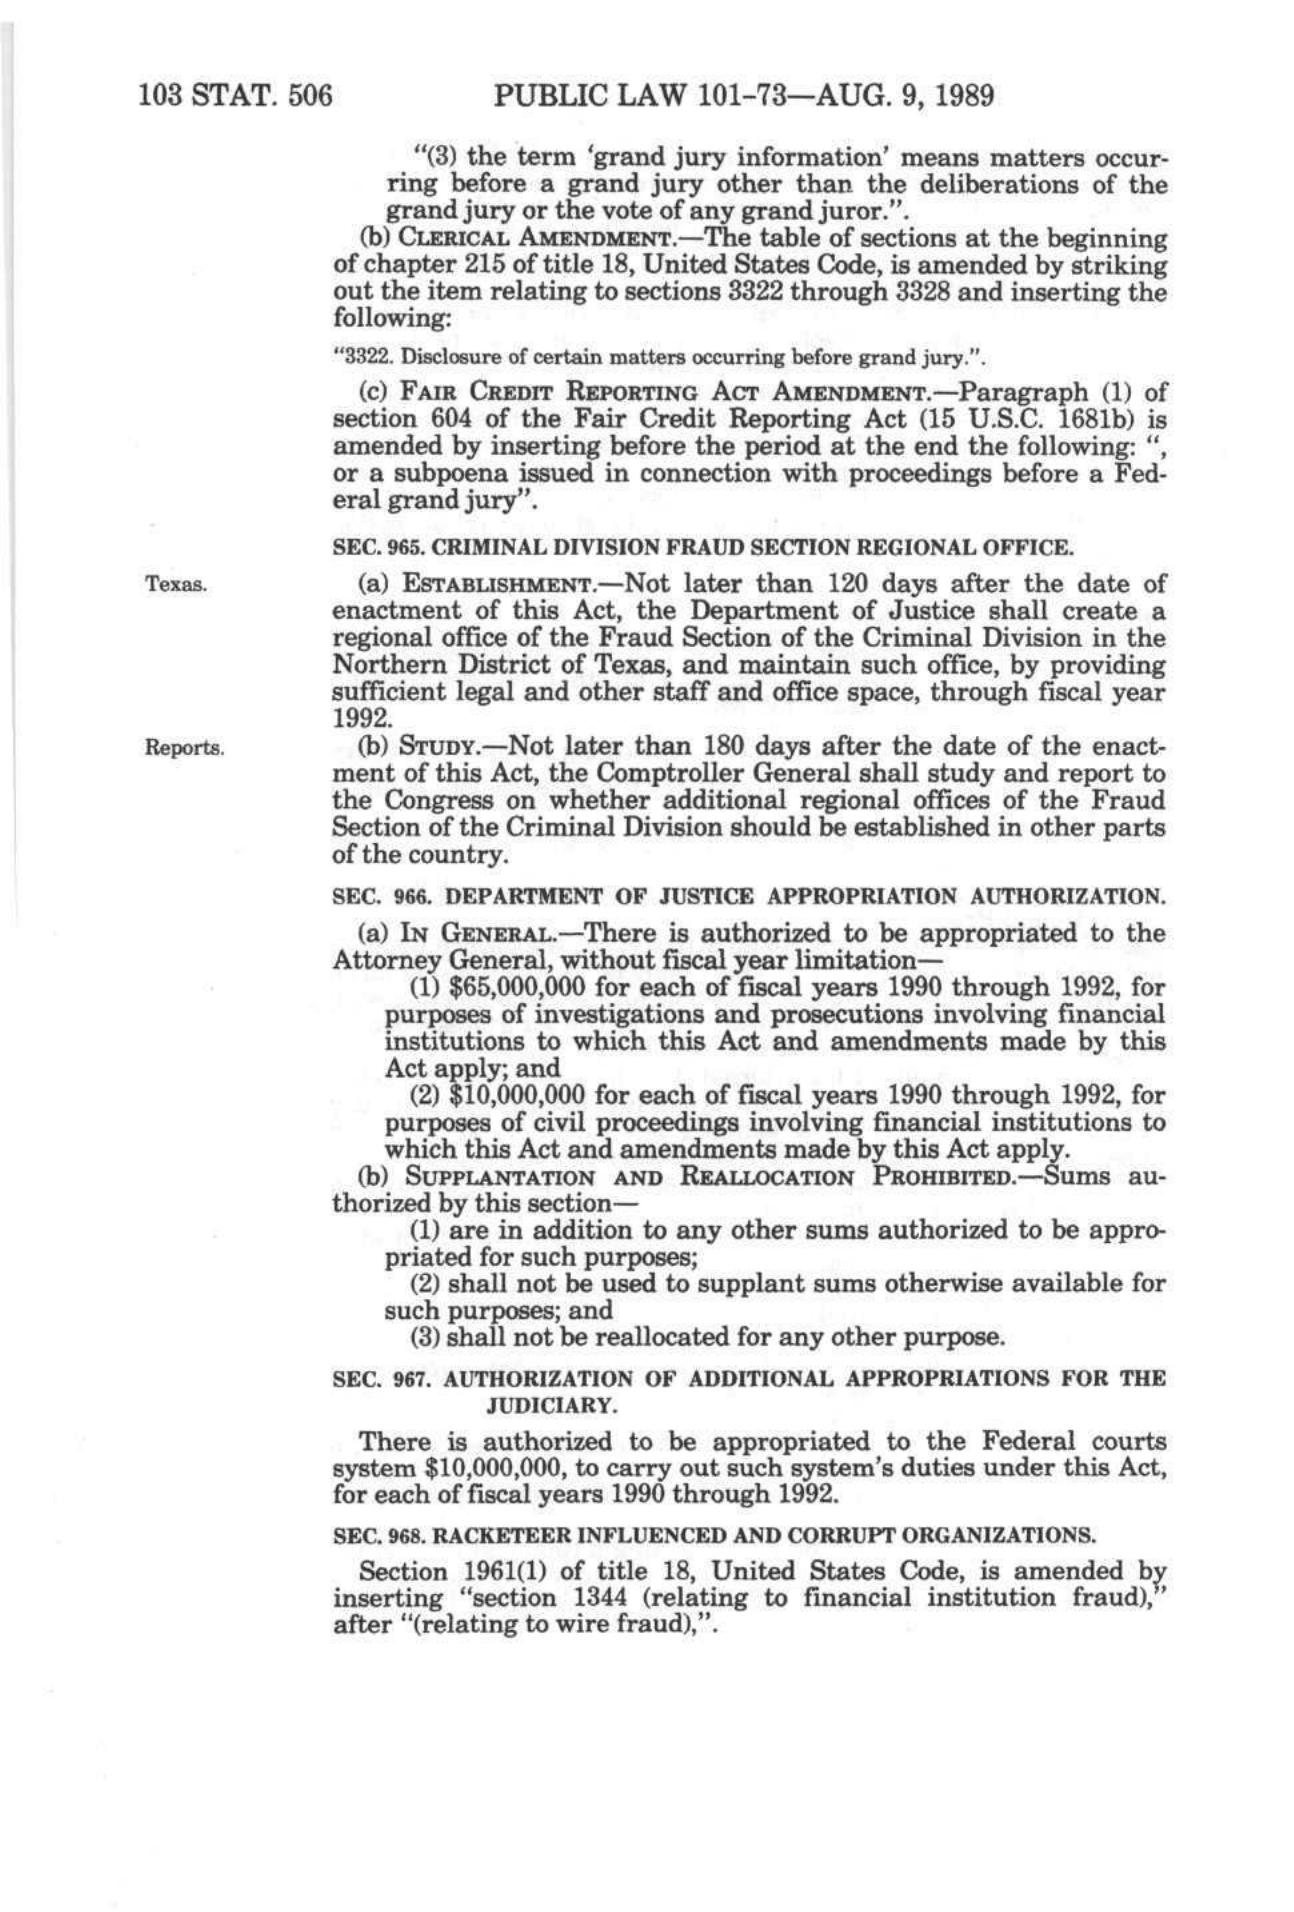 103 STAT. 506 PUBLIC LAW 101-73—AUG. 9, 1989
“(3) the term ‘grand jury information’ means matters occur-
ring before a grand jury other than the deliberations of the
grand jury or the vote of any grand juror.”.
(b) CLERICAL AMENDMENT.—The table of sections at the beginning
of chapter 215 of title 18, United States Code, is amended by striking
out the item relating to sections 3322 through 3328 and inserting the
following:
“3322. Disclosure of certain matters occurring before grand jury.”.
(c) FAIR CREDIT REPORTING ACT AMENDMENT.—Paragraph (1) of
section 604 of the Fair Credit Reporting Act (15 U.S.C. 1681b) is
amended by inserting before the period at the end the following: “,
or a subpoena issued in connection with proceedings before a Fed-
eral grand jury”.
SEC. 965. CRIMINAL DIVISION FRAUD SECTION REGIONAL OFFICE.
Texas.
(a) ESTABLISHMENT.—Not later than 120 days after the date of
enactment of this Act, the Department of Justice shall create a
regional office of the Fraud Section of the Criminal Division in the
Northern District of Texas, and maintain such office, by providing
sufficient legal and other staff and office space, through fiscal year
1992.
Reports.
(b) STUDY.—Not later than 180 days after the date of the enact-
ment of this Act, the Comptroller General shall study and report to
the Congress on whether additional regional offices of the Fraud
Section of the Criminal Division should be established in other parts
of the country.
SEC. 966. DEPARTMENT OF JUSTICE APPROPRIATION AUTHORIZATION.
(a) IN GENERAL.—There is authorized to be appropriated to the
Attorney General, without fiscal year limitation—
(1) $65,000,000 for each of fiscal years 1990 through 1992, for
purposes of investigations and prosecutions involving financial
institutions to which this Act and amendments made by this
Act apply; and
(2) $10,000,000 for each of fiscal years 1990 through 1992, for
purposes of civil proceedings involving financial institutions to
which this Act and amendments made by this Act apply.
(b) SUPPLANTATION AND REALLOCATION PROHIBITED.—Sums au-
thorized by this section—
(1) are in addition to any other sums authorized to be appro-
priated for such purposes;
(2) shall not be used to supplant sums otherwise available for
such purposes; and
(3) shall not be reallocated for any other purpose.
SEC. 967. AUTHORIZATION OF ADDITIONAL APPROPRIATIONS FOR THE
JUDICIARY.
There is authorized to be appropriated to the Federal courts
system $10,000,000, to carry out such system’s duties under this Act,
for each of fiscal years 1990 through 1992.
SEC. 968. RACKETEER INFLUENCED AND CORRUPT ORGANIZATIONS.
Section 1961(1) of title 18, United States Code, is amended by
inserting “section 1344 (relating to financial institution fraud),”
after “(relating to wire fraud),”.